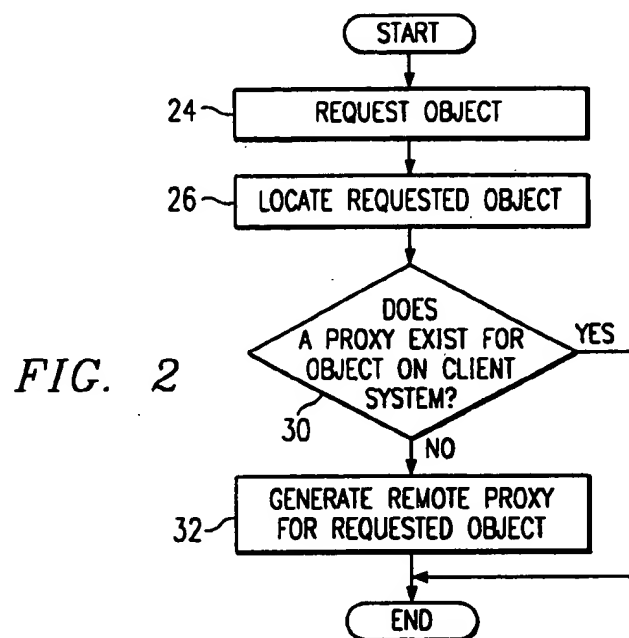 START
24
REQUEST OBJECT
26
LOCATE REQUESTED OBJECT
DOES
A PROXY EXIST FOR
OBJECT ON CLIENT
SYSTEM?
YES
FIG. 2
30
NO
GENERATE REMOTE PROXY
FOR REQUESTED OBJECT
32
END